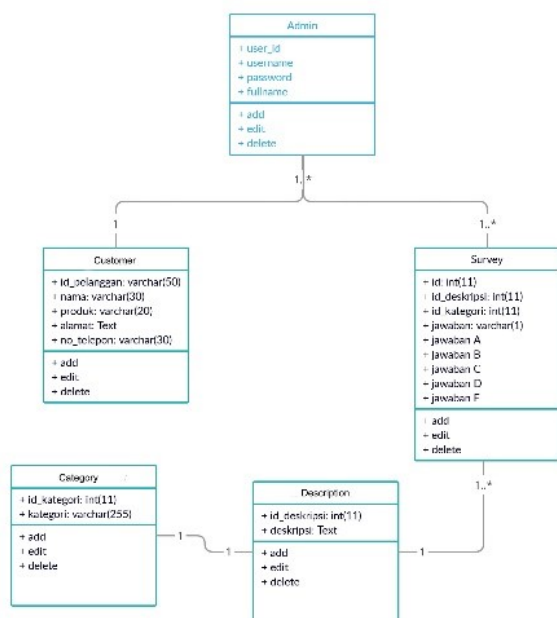 Admin
+ user_id
+ username
+ password
+ fullname
+ add
+ edit
+ delete
1, *
1
1..*
Customer
+ id_pelanggan: varchar(50)
+ nama: varchar(30)
+ produk: varchar(20)
+ alamat: Text
+ no_telepon: varchar(30)
+ add
+ edit
+ delete
Survey
+ id: int(11)
+ id_deskripsi: int(11)
+ id_kategori: int(11)
+ jawaban: varchar(1)
+ jawaban A
+ jawaban B
+ jawaban C
+ jawaban D
+ jawaban F
+ add
+ edit
+ delete
1..*
Category
+ id_kategori: int(11)
+ kategori: varchar(255)
+ add
+ edit
+ delete
1
1
Description
+ id_deskripsi: int(11)
+ deskripsi: Text
+ add
+ edit
+ delete
1